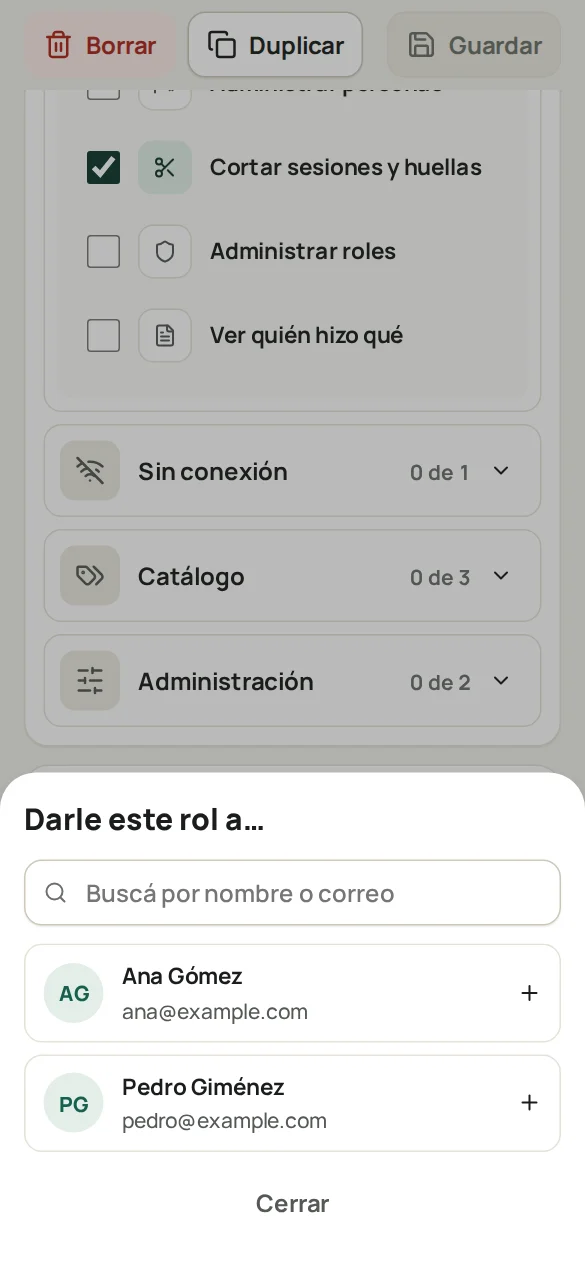 Borrar
Duplicar
Guardar
Cortar sesiones y huellas
Administrar roles
Ver quién hizo qué
Sin conexión
0 de 1
Catálogo
0 de 3
Administración
0 de 2
Darle este rol a...
Buscá por nombre o correo
AG
Ana Gómez
ana@example.com
PG
Pedro Giménez
pedro@example.com
Cerrar